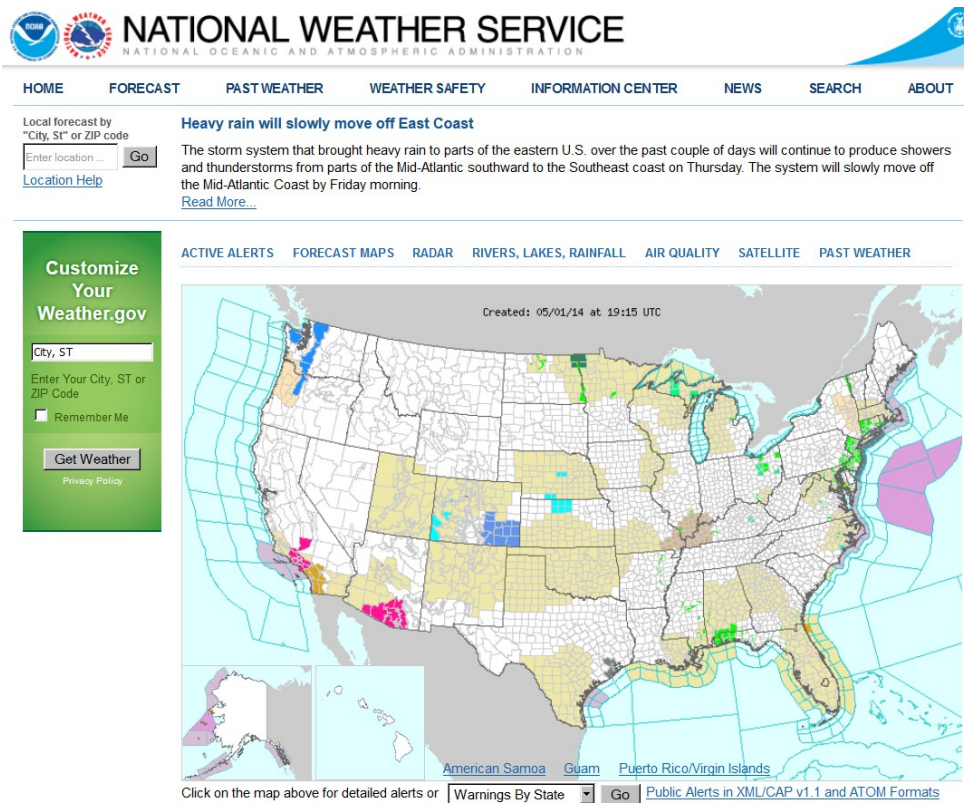 NOAA
NATIONAL WEATHER SERVICE
NATIONAL OCEANIC AND ATMOSPHERIC ADMINISTRATION
HOME FORECAST PAST WEATHER WEATHER SAFETY INFORMATION CENTER NEWS SEARCH ABOUT
Local forecast by
"City, St" or ZIP code
Enter location ... Go
Location Help
Heavy rain will slowly move off East Coast
The storm system that brought heavy rain to parts of the eastern U.S. over the past couple of days will continue to produce showers
and thunderstorms from parts of the Mid-Atlantic southward to the Southeast coast on Thursday. The system will slowly move off
the Mid-Atlantic Coast by Friday morning.
Read More...
Customize
Your
Weather.gov
City, ST
Enter Your City, ST or
ZIP Code
Remember Me
Get Weather
Privacy Policy
ACTIVE ALERTS FORECAST MAPS RADAR RIVERS, LAKES, RAINFALL AIR QUALITY SATELLITE PAST WEATHER
Created: 05/01/14 at 19:15 UTC
American Samoa Guam Puerto Rico/Virgin Islands
Click on the map above for detailed alerts or Warnings By State Go Public Alerts in XML/CAP v1.1 and ATOM Formats